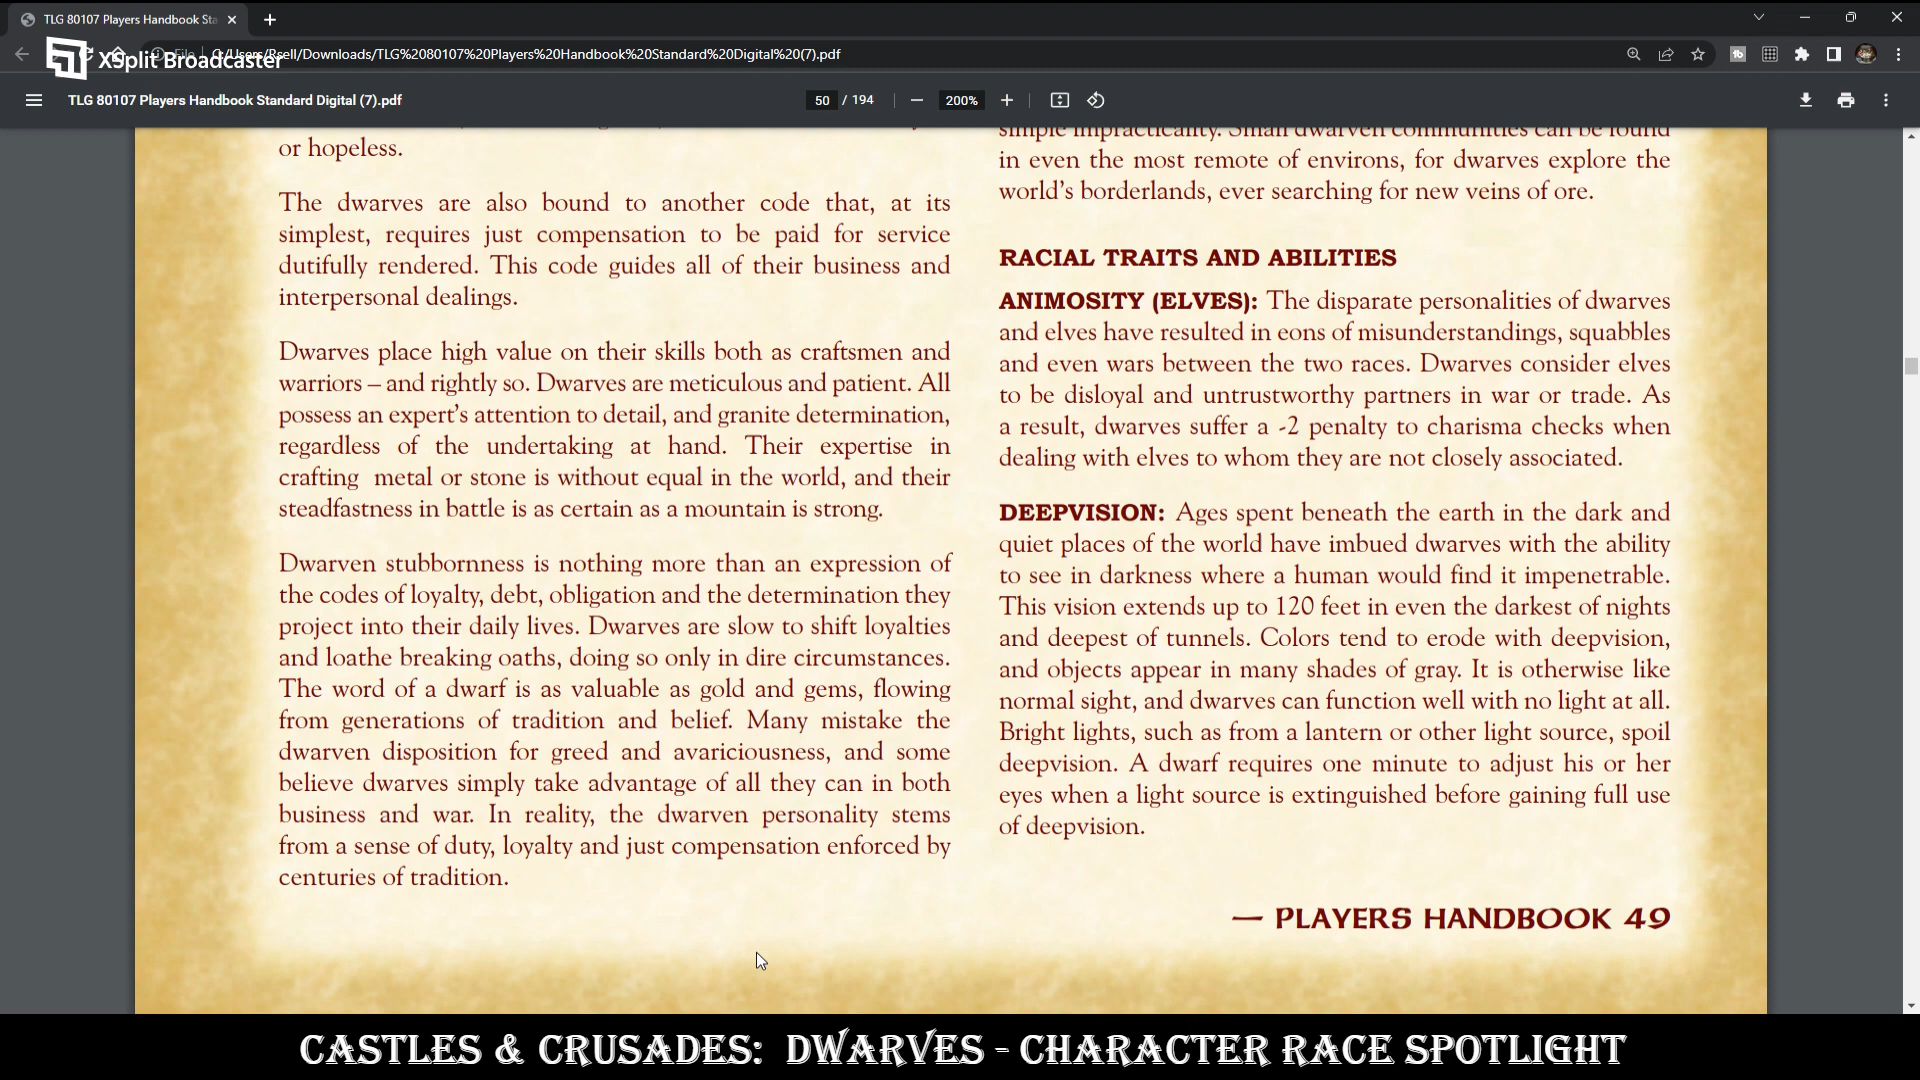 TLG 80107 Players Handbook Sta
XSplit Broadcaster
File
C:/Users/Rsell/Downloads/TLG%2080107%20Players%20Handbook%20Standard%20Digital%20(7).pdf
TLG 80107 Players Handbook Standard Digital (7).pdf
50 / 194
200%
or hopeless.
The dwarves are also bound to another code that, at its
simplest, requires just compensation to be paid for service
dutifully rendered. This code guides all of their business and
interpersonal dealings.
Dwarves place high value on their skills both as craftsmen and
warriors – and rightly so. Dwarves are meticulous and patient. All
possess an expert's attention to detail, and granite determination,
regardless of the undertaking at hand. Their expertise in
crafting metal or stone is without equal in the world, and their
steadfastness in battle is as certain as a mountain is strong.
Dwarven stubbornness is nothing more than an expression of
the codes of loyalty, debt, obligation and the determination they
project into their daily lives. Dwarves are slow to shift loyalties
and loathe breaking oaths, doing so only in dire circumstances.
The word of a dwarf is as valuable as gold and gems, flowing
from generations of tradition and belief. Many mistake the
dwarven disposition for greed and avariciousness, and some
believe dwarves simply take advantage of all they can in both
business and war. In reality, the dwarven personality stems
from a sense of duty, loyalty and just compensation enforced by
centuries of tradition.
simple impracticality. Small dwarven communities can be found
in even the most remote of environs, for dwarves explore the
world's borderlands, ever searching for new veins of ore.
RACIAL TRAITS AND ABILITIES
ANIMOSITY (ELVES): The disparate personalities of dwarves
and elves have resulted in eons of misunderstandings, squabbles
and even wars between the two races. Dwarves consider elves
to be disloyal and untrustworthy partners in war or trade. As
a result, dwarves suffer a -2 penalty to charisma checks when
dealing with elves to whom they are not closely associated.
DEEPVISION: Ages spent beneath the earth in the dark and
quiet places of the world have imbued dwarves with the ability
to see in darkness where a human would find it impenetrable.
This vision extends up to 120 feet in even the darkest of nights
and deepest of tunnels. Colors tend to erode with deepvision,
and objects appear in many shades of gray. It is otherwise like
normal sight, and dwarves can function well with no light at all.
Bright lights, such as from a lantern or other light source, spoil
deepvision. A dwarf requires one minute to adjust his or her
eyes when a light source is extinguished before gaining full use
of deepvision.
— PLAYERS HANDBOOK 49
CASTLES & CRUSADES: DWARVES - CHARACTER RACE SPOTLIGHT